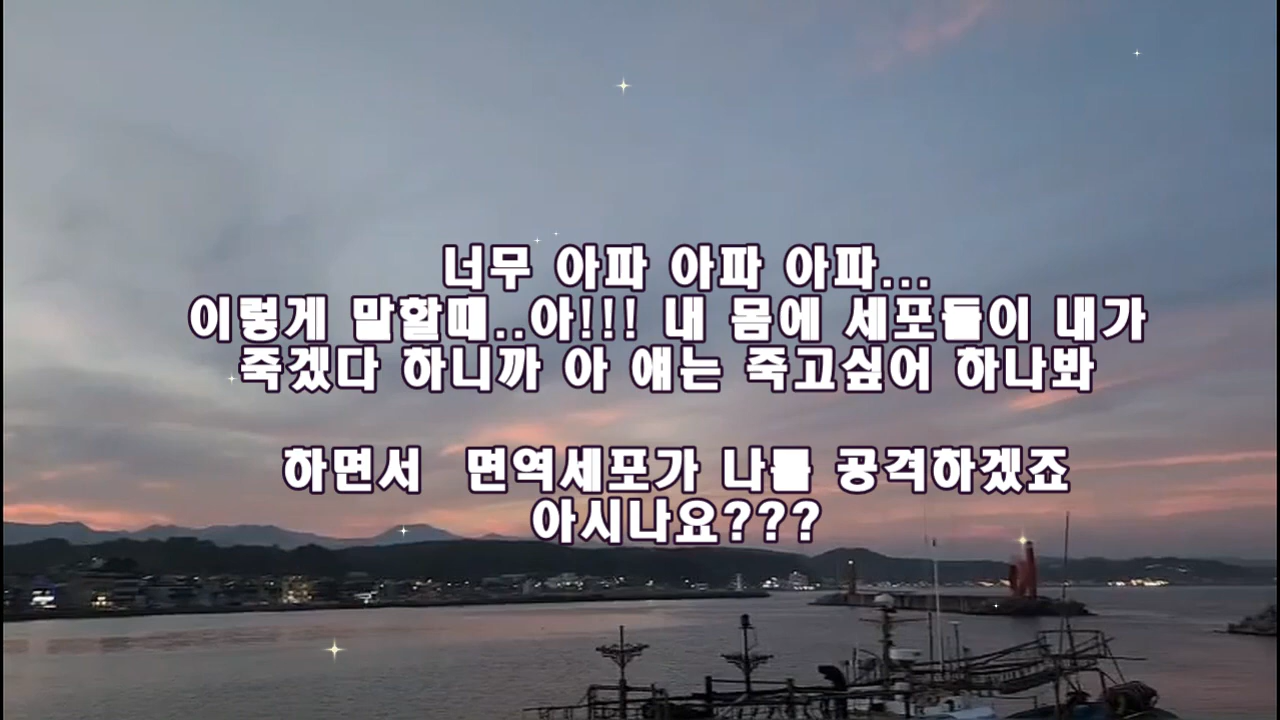 너무 아파 아파 아파...
이렇게 말할때..아!!! 내 몸에 세포들이 내가
죽겠다 하니까 아 얘는 죽고싶어 하나봐
하면서 면역세포가 나를 공격하겠죠
아시나요???